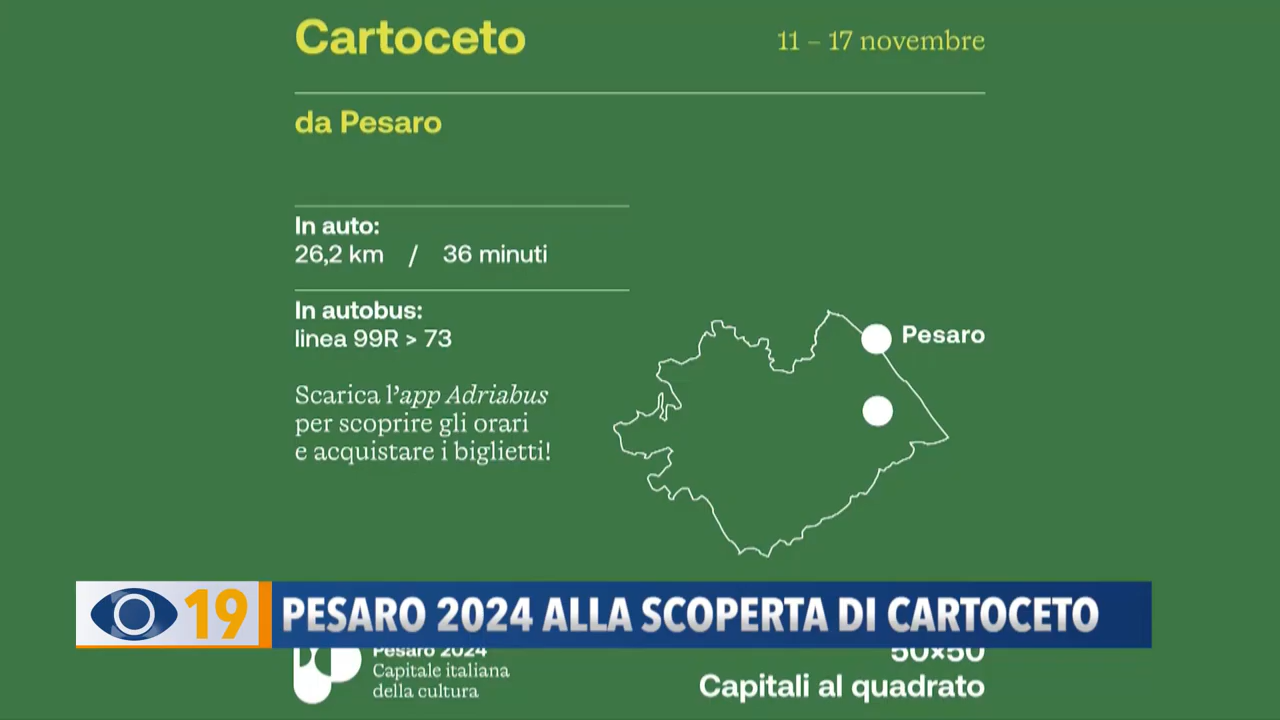 Cartoceto
11 – 17 novembre
da Pesaro
In auto:
26,2 km / 36 minuti
In autobus:
linea 99R > 73
Scarica l’app Adriabus
per scoprire gli orari
e acquistare i biglietti!
Pesaro
19
PESARO 2024 ALLA SCOPERTA DI CARTOCETO
Pesaro 2024
Capitale italiana
della cultura
50×50
Capitali al quadrato